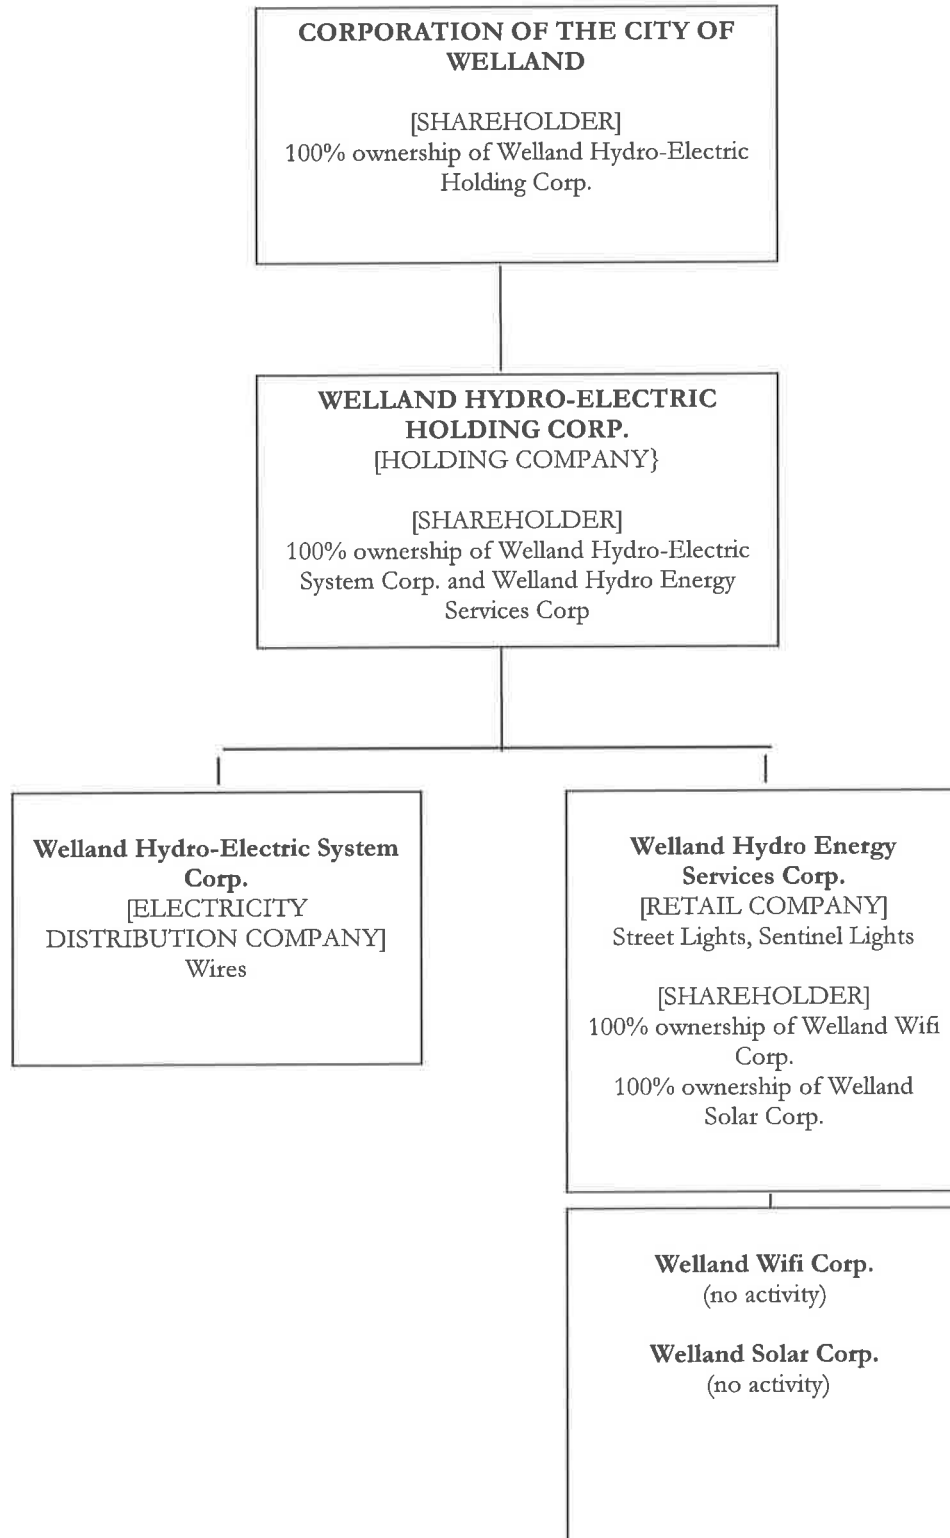 CORPORATION OF THE CITY OF
WELLAND
[SHAREHOLDER]
100% ownership of Welland Hydro-Electric
Holding Corp.
WELLAND HYDRO-ELECTRIC
HOLDING CORP.
[HOLDING COMPANY}
[SHAREHOLDER]
100% ownership of Welland Hydro-Electric
System Corp. and Welland Hydro Energy
Services Corp
Welland Hydro-Electric System
Corp.
[ELECTRICITY
DISTRIBUTION COMPANY]
Wires
Welland Hydro Energy
Services Corp.
[RETAIL COMPANY]
Street Lights, Sentinel Lights
[SHAREHOLDER]
100% ownership of Welland Wifi
Corp.
100% ownership of Welland
Solar Corp.
Welland Wifi Corp.
(no activity)
Welland Solar Corp.
(no activity)